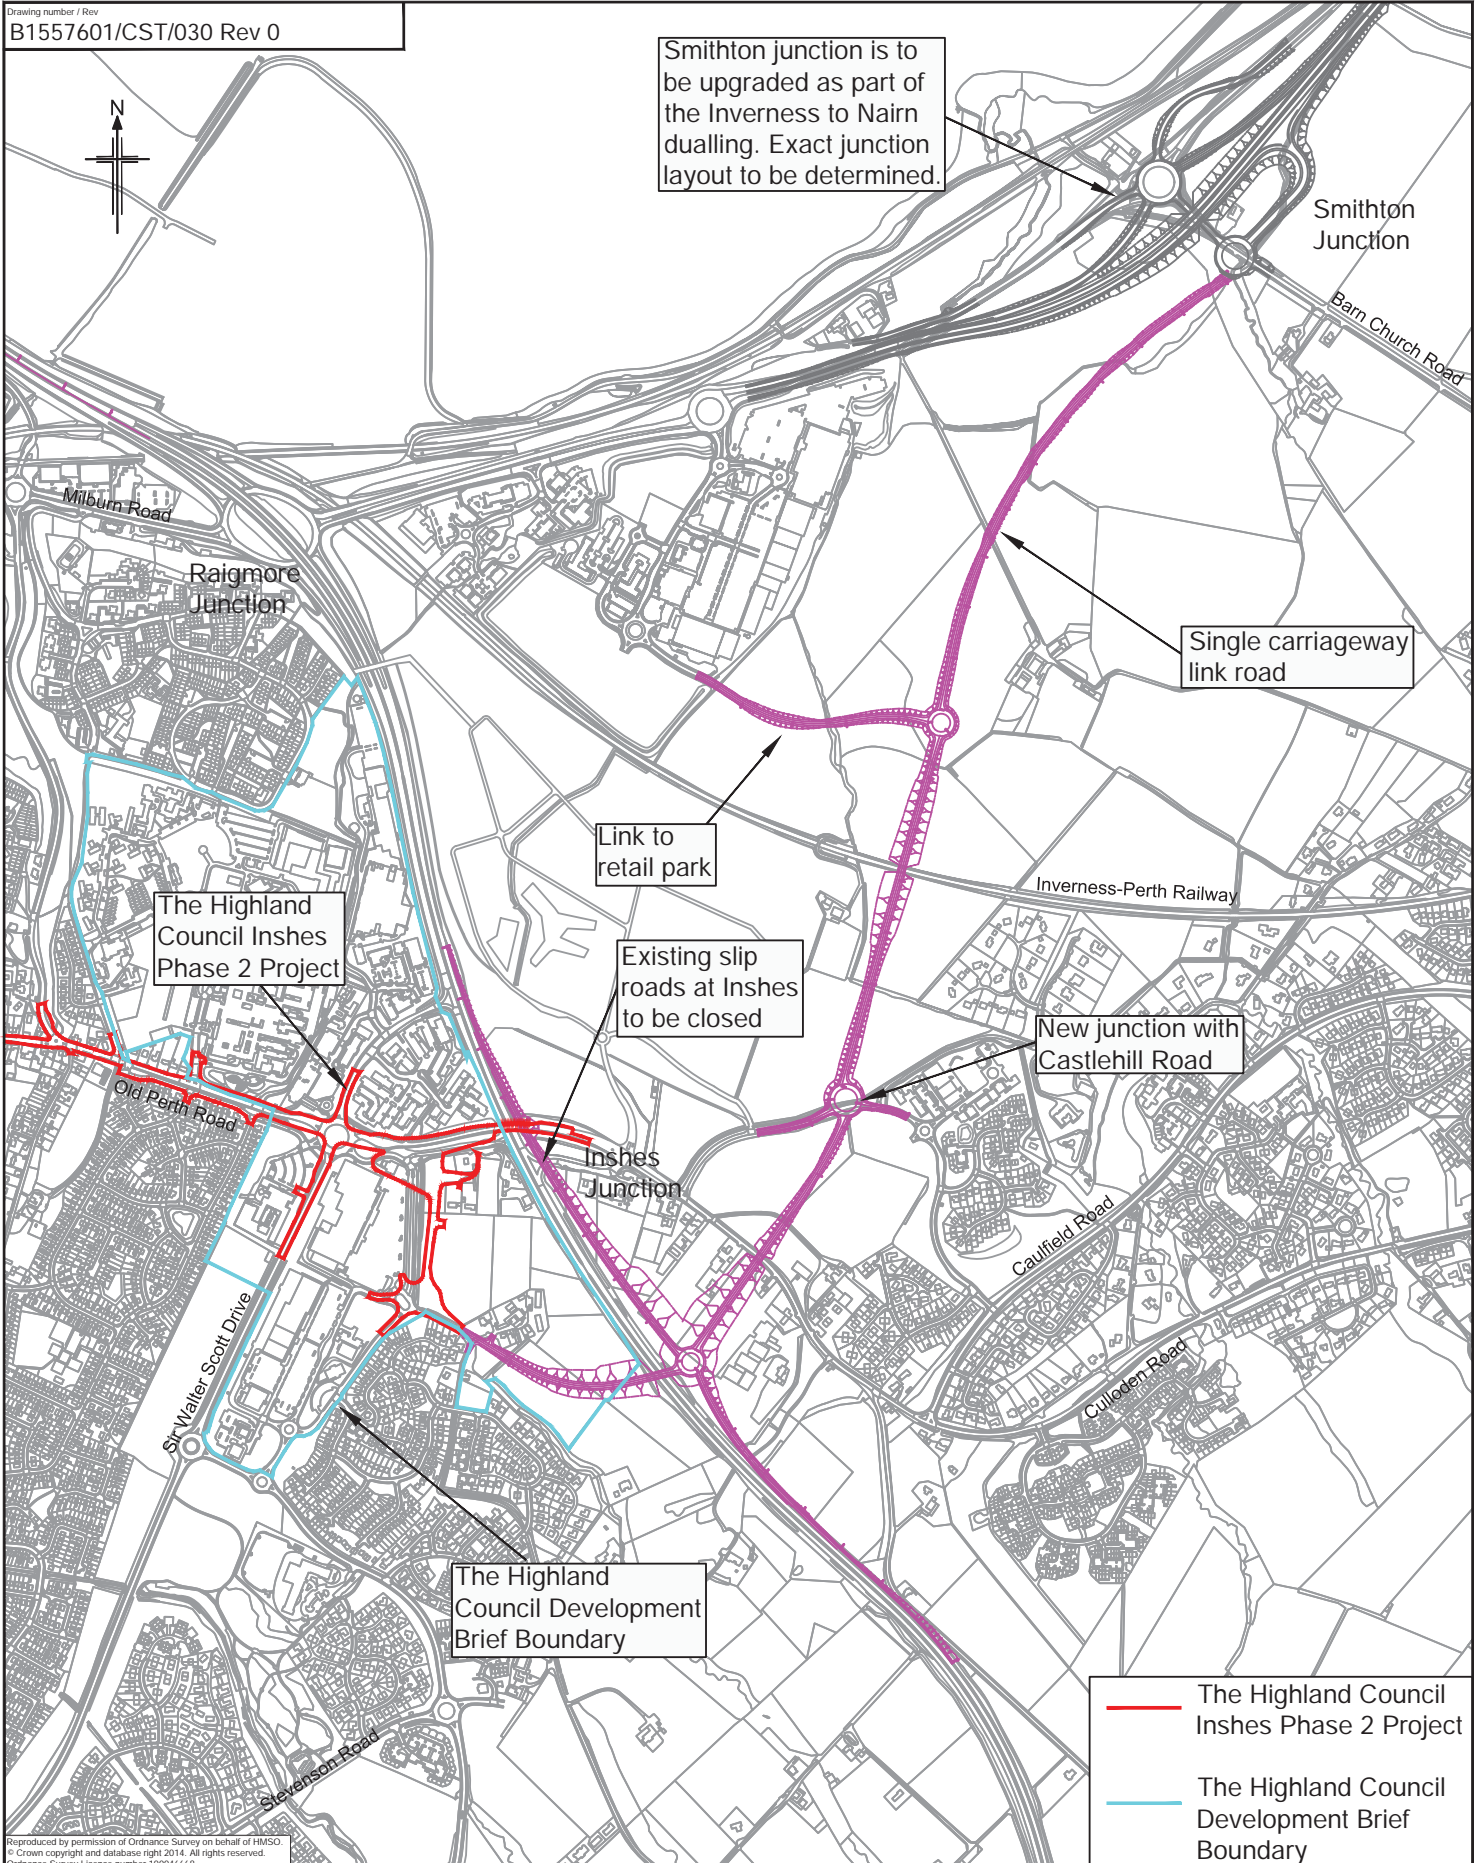 Drawing number / Rev
B1557601/CST/030 Rev 0
Smithton junction is to
be upgraded as part of
the Inverness to Nairn
dualling. Exact junction
layout to be determined.
N
Smithton
Junction
Barn Church Road
Milburn Road
Raigmore
Junction
Single carriageway
link road
Link to
retail park
Inverness-Perth Railway
The Highland
Council Inshes
Phase 2 Project
Existing slip
roads at Inshes
to be closed
New junction with
Castlehill Road
Old Perth Road
Inshes
Junction
Caulfield Road
Sir Walter Scott Drive
Culloden Road
The Highland
Council Development
Brief Boundary
Stevenson Road
The Highland Council
Inshes Phase 2 Project
The Highland Council
Development Brief
Boundary
Reproduced by permission of Ordnance Survey on behalf of HMSO.
© Crown copyright and database right 2014. All rights reserved.